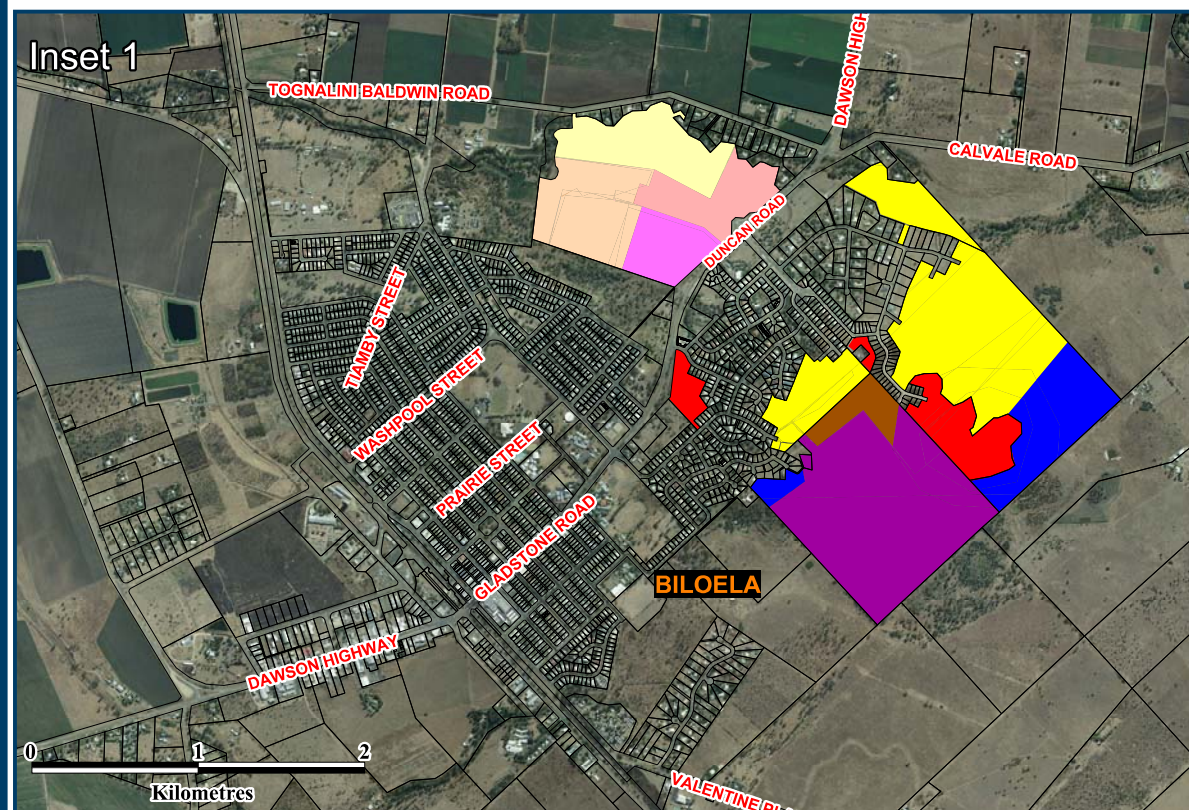 Inset 1
TOGNALINI BALDWIN ROAD
DAWSON HIGH
CALVALE ROAD
DUNCAN ROAD
TIAMBY STREET
WASHPOOL STREET
PRAIRIE STREET
GLADSTONE ROAD
BILOELA
DAWSON HIGHWAY
VALENTINE
0 1 2
Kilometres